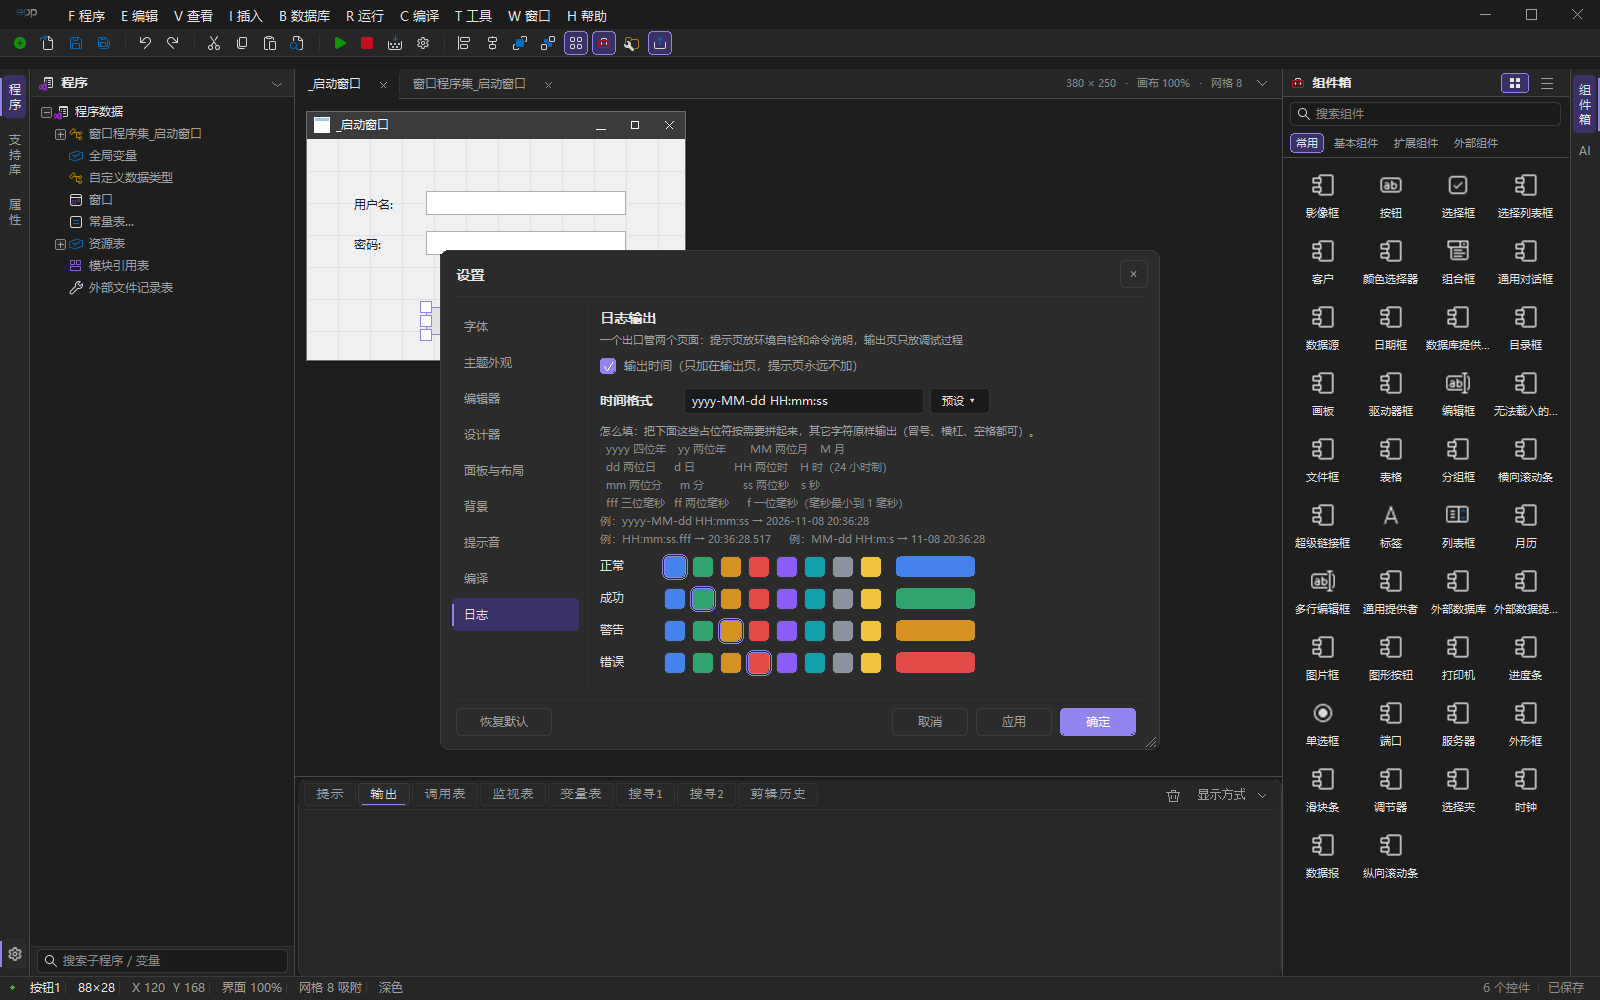 epp
F 程序 E 编辑 V 查看 I 插入 B 数据库 R 运行 C 编译 T 工具 W 窗口 H 帮助
程序
支持库
属性
程序
程序数据
窗口程序集_启动窗口
全局变量
自定义数据类型
窗口
常量表...
资源表
模块引用表
外部文件记录表
搜索子程序 / 变量
_启动窗口 × 窗口程序集_启动窗口 ×
380 × 250 · 画布 100% · 网格 8
_启动窗口
用户名:
密码:
设置
×
字体
主题外观
编辑器
设计器
面板与布局
背景
提示音
编译
日志
日志输出
一个出口管两个页面：提示页放环境自检和命令说明，输出页只放调试过程
输出时间（只加在输出页，提示页永远不加）
时间格式 yyyy-MM-dd HH:mm:ss 预设
怎么填：把下面这些占位符按需要拼起来，其它字符原样输出（冒号、横杠、空格都可）。
yyyy 四位年 yy 两位年 MM 两位月 M 月
dd 两位日 d 日 HH 两位时 H 时（24 小时制）
mm 两位分 m 分 ss 两位秒 s 秒
fff 三位毫秒 ff 两位毫秒 f 一位毫秒（毫秒最小到 1 毫秒）
例：yyyy-MM-dd HH:mm:ss → 2026-11-08 20:36:28
例：HH:mm:ss.fff → 20:36:28.517 例：MM-dd HH:m:s → 11-08 20:36:28
正常
成功
警告
错误
恢复默认 取消 应用 确定
提示 输出 调用表 监视表 变量表 搜寻1 搜寻2 剪辑历史 显示方式
组件箱
搜索组件
常用 基本组件 扩展组件 外部组件
影像框 按钮 选择框 选择列表框
客户 颜色选择器 组合框 通用对话框
数据源 日期框 数据库提供... 目录框
画板 驱动器框 编辑框 无法载入的...
文件框 表格 分组框 横向滚动条
超级链接框 标签 列表框 月历
多行编辑框 通用提供者 外部数据库 外部数据提...
图片框 图形按钮 打印机 进度条
单选框 端口 服务器 外形框
滑块条 调节器 选择夹 时钟
数据报 纵向滚动条
组件箱
AI
按钮1 88×28 X 120 Y 168 界面 100% 网格 8 吸附 深色 6 个控件 已保存